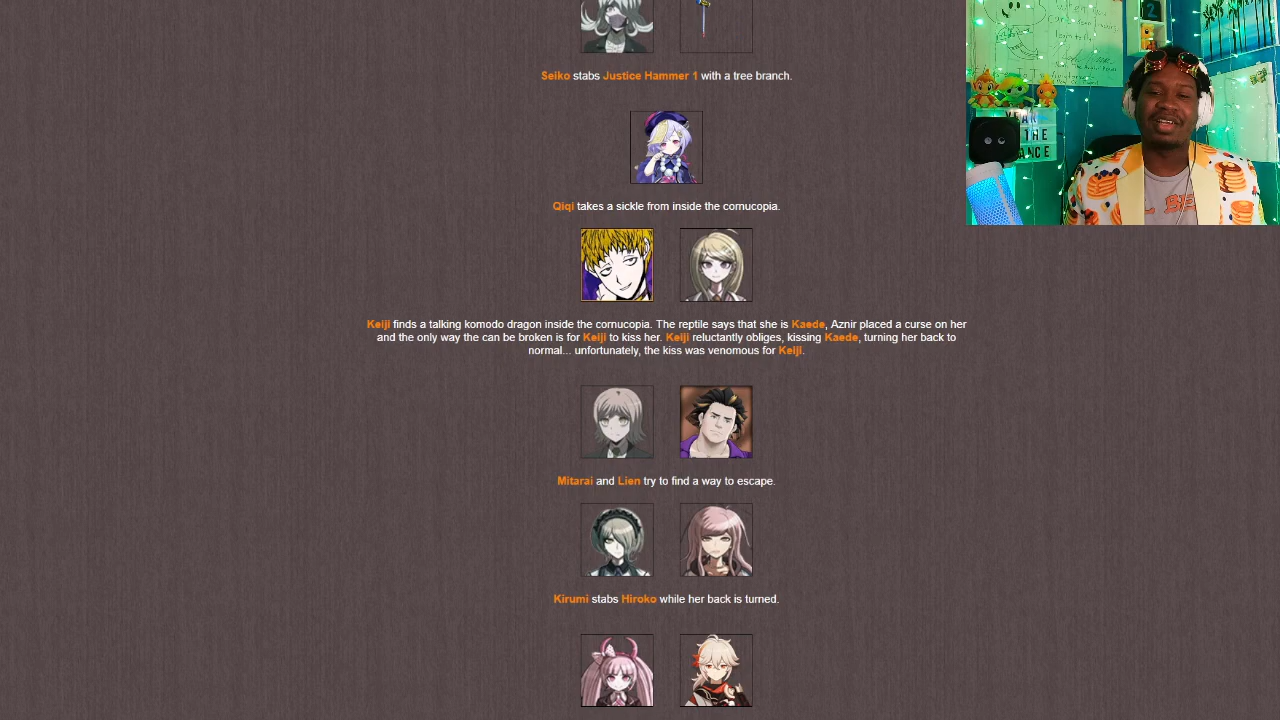 Seiko stabs Justice Hammer 1 with a tree branch.
Qiqi takes a sickle from inside the cornucopia.
Keiji finds a talking komodo dragon inside the cornucopia. The reptile says that she is Kaede, Aznir placed a curse on her
and the only way the can be broken is for Keiji to kiss her. Keiji reluctantly obliges, kissing Kaede, turning her back to
normal... unfortunately, the kiss was venomous for Keiji.
Mitarai and Lien try to find a way to escape.
Kirumi stabs Hiroko while her back is turned.
2
THE